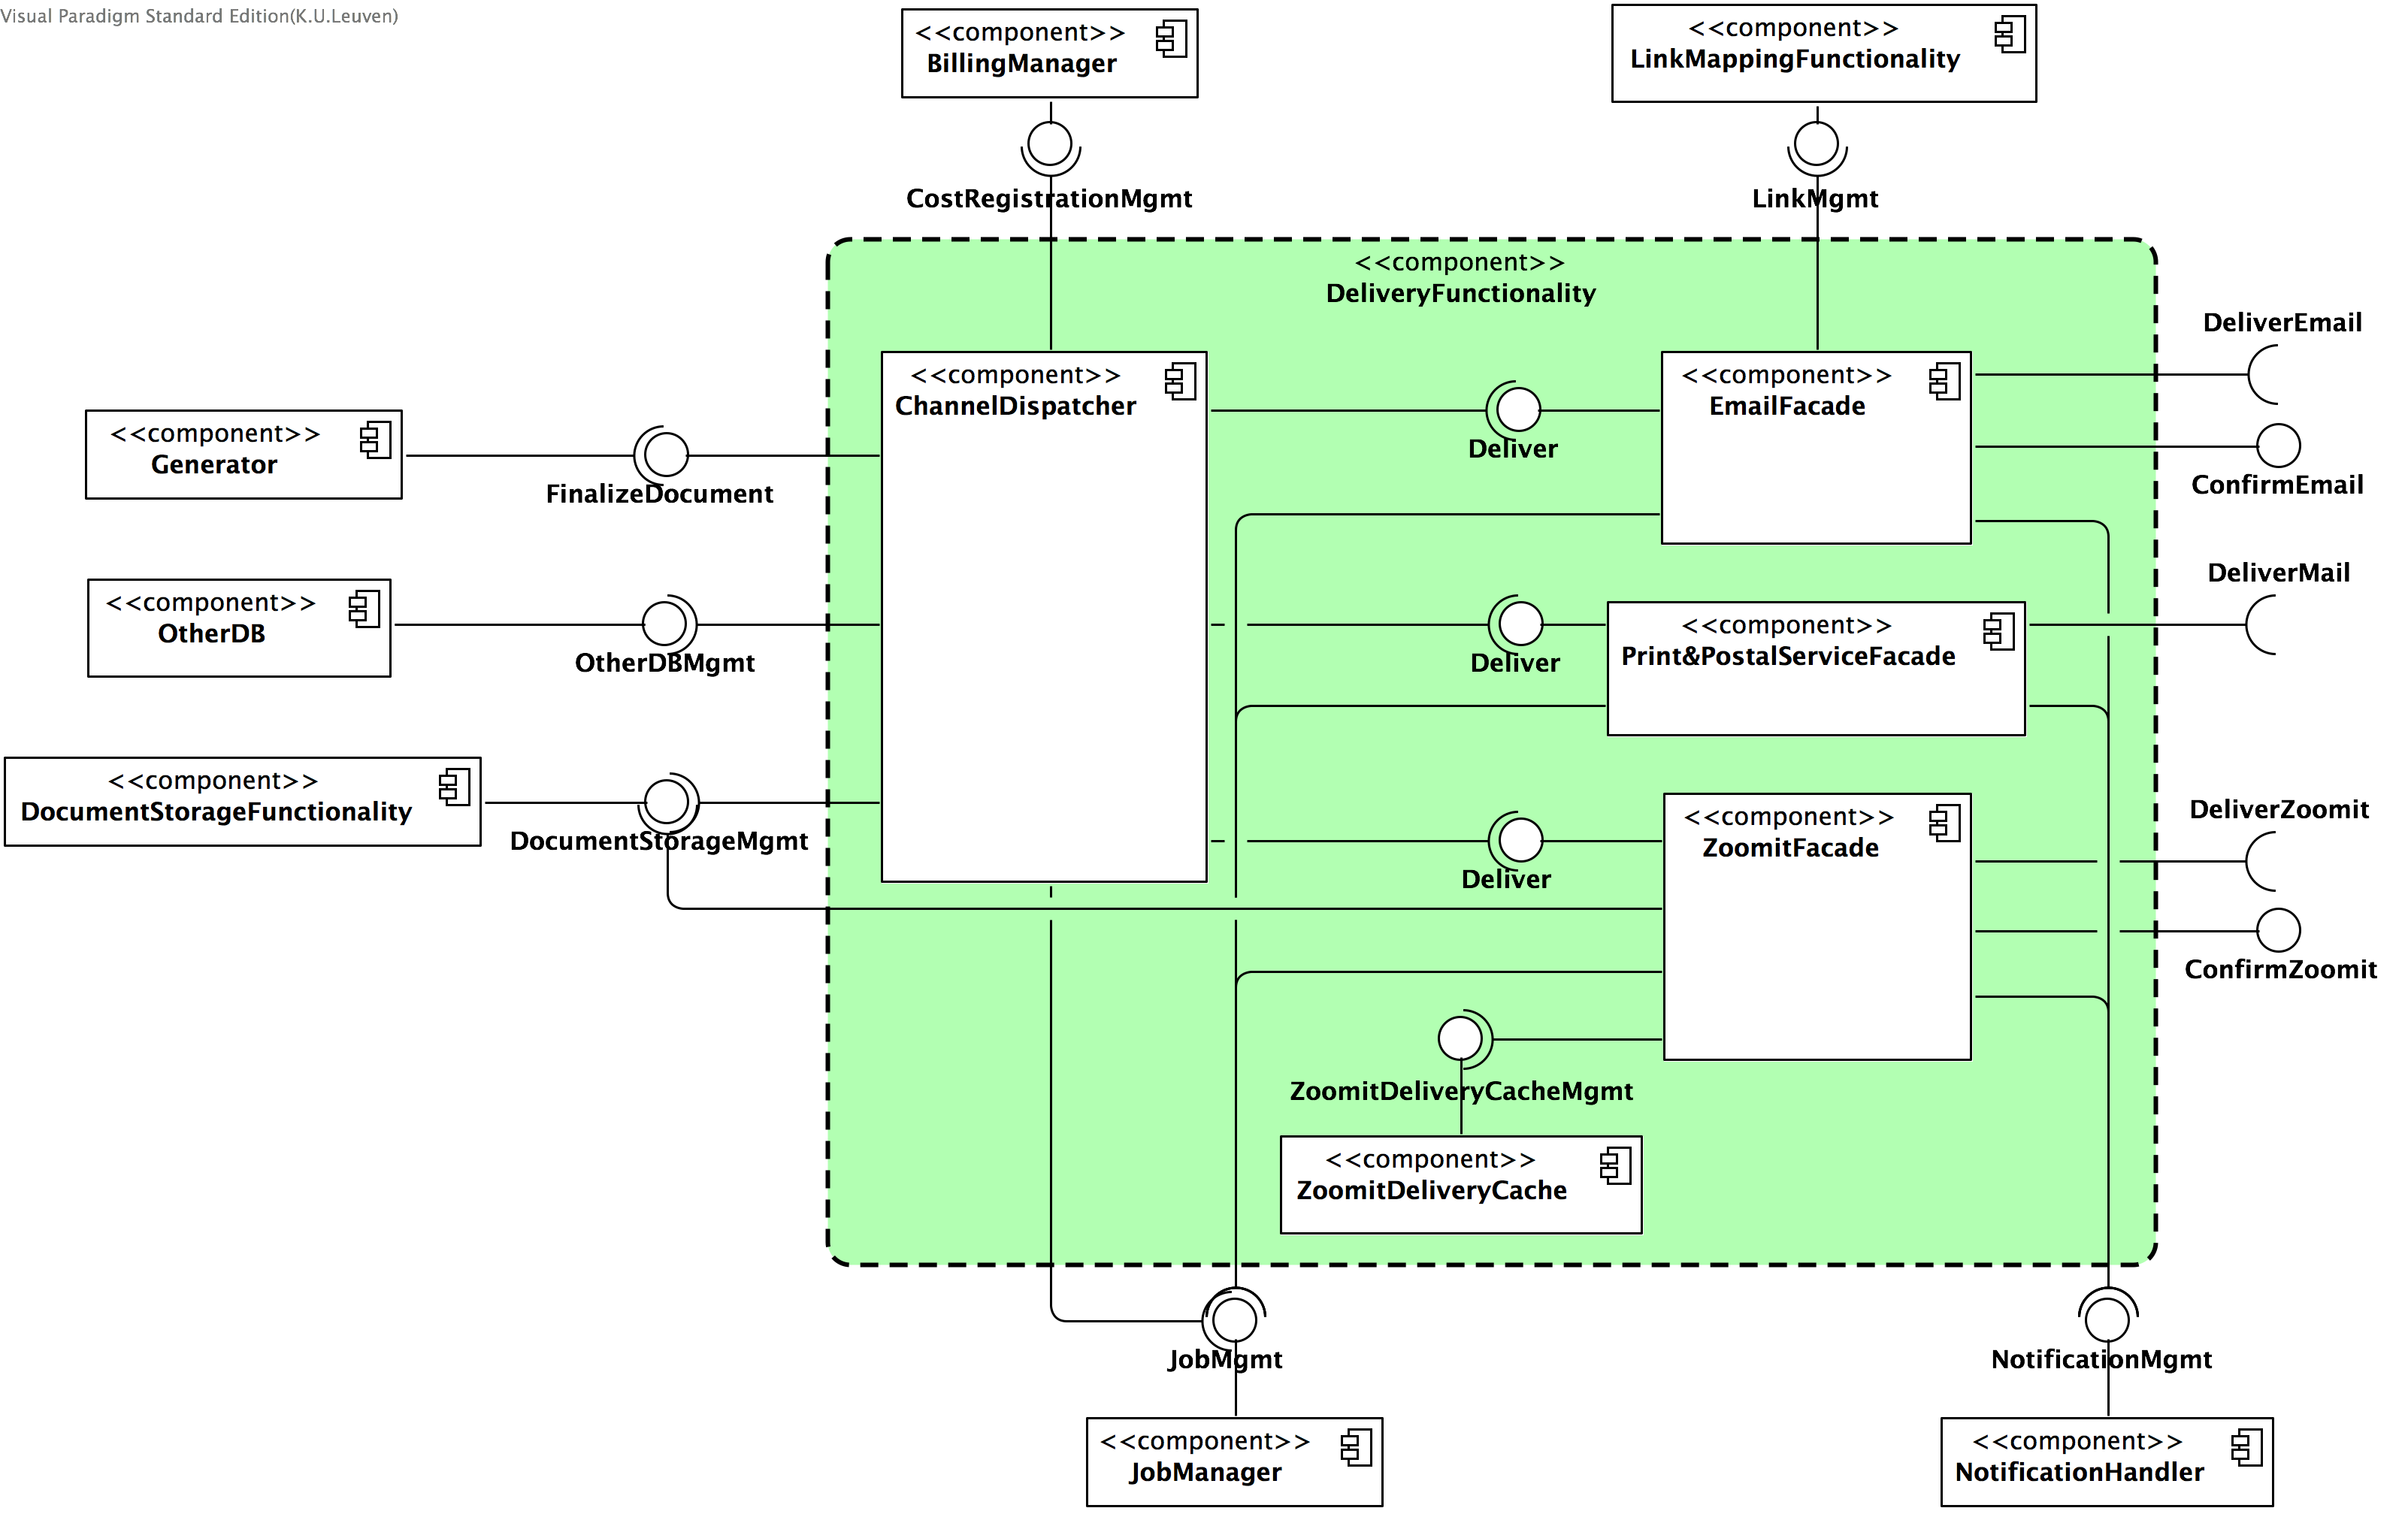 Visual Paradigm Standard Edition(K.U.Leuven)
<<component>>
BillingManager
<<component>>
LinkMappingFunctionality
CostRegistrationMgmt
LinkMgmt
<<component>>
DeliveryFunctionality
<<component>>
ChannelDispatcher
<<component>>
EmailFacade
DeliverEmail
Deliver
ConfirmEmail
<<component>>
Generator
FinalizeDocument
<<component>>
OtherDB
OtherDBMgmt
Deliver
<<component>>
Print&PostalServiceFacade
DeliverMail
<<component>>
DocumentStorageFunctionality
DocumentStorageMgmt
Deliver
<<component>>
ZoomitFacade
DeliverZoomit
ConfirmZoomit
ZoomitDeliveryCacheMgmt
<<component>>
ZoomitDeliveryCache
JobMgmt
NotificationMgmt
<<component>>
JobManager
<<component>>
NotificationHandler